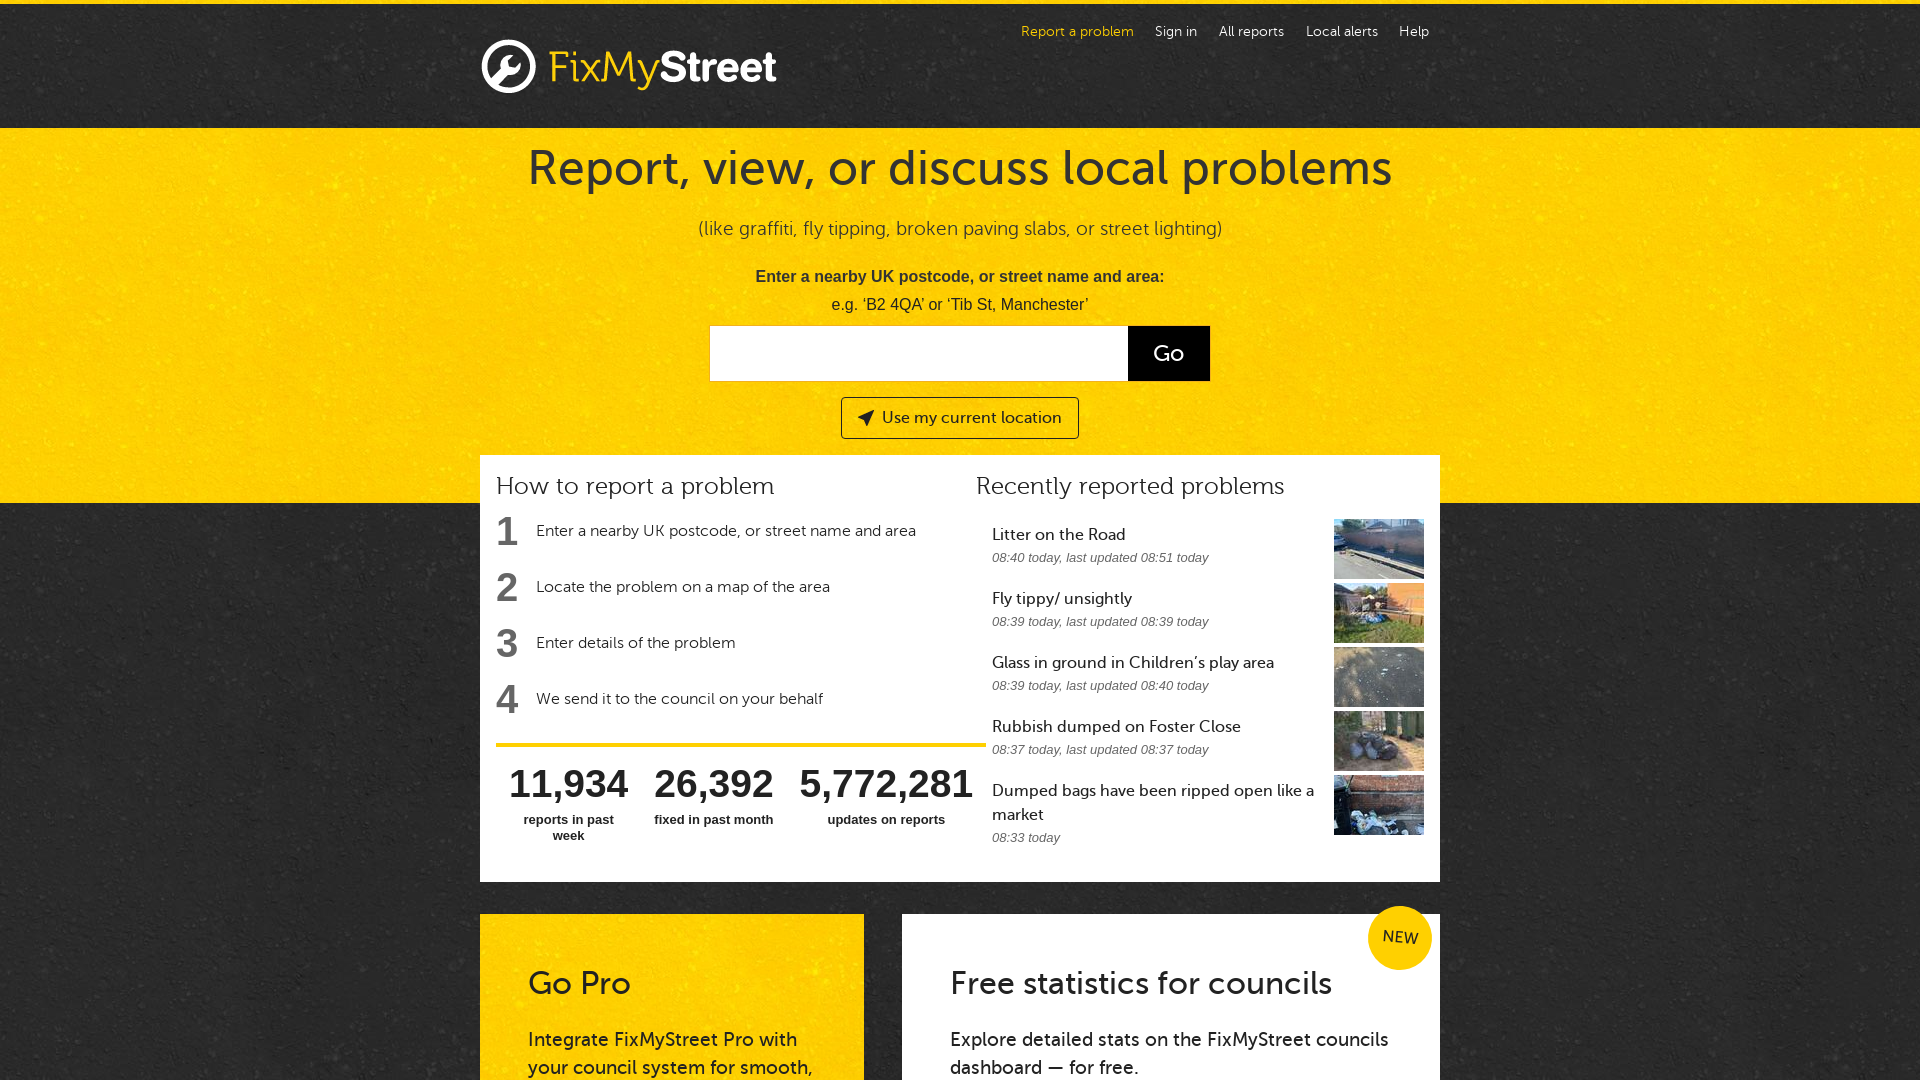 Report a problem
Sign in
All reports
Local alerts
Help
FixMyStreet
Report, view, or discuss local problems
(like graffiti, fly tipping, broken paving slabs, or street lighting)
Enter a nearby UK postcode, or street name and area:
e.g. ‘B2 4QA’ or ‘Tib St, Manchester’
Go
Use my current location
How to report a problem
1 Enter a nearby UK postcode, or street name and area
2 Locate the problem on a map of the area
3 Enter details of the problem
4 We send it to the council on your behalf
11,934
reports in past
week
26,392
fixed in past month
5,772,281
updates on reports
Recently reported problems
Litter on the Road
08:40 today, last updated 08:51 today
Fly tippy/ unsightly
08:39 today, last updated 08:39 today
Glass in ground in Children’s play area
08:39 today, last updated 08:40 today
Rubbish dumped on Foster Close
08:37 today, last updated 08:37 today
Dumped bags have been ripped open like a
market
08:33 today
Go Pro
Integrate FixMyStreet Pro with
your council system for smooth,
NEW
Free statistics for councils
Explore detailed stats on the FixMyStreet councils
dashboard — for free.